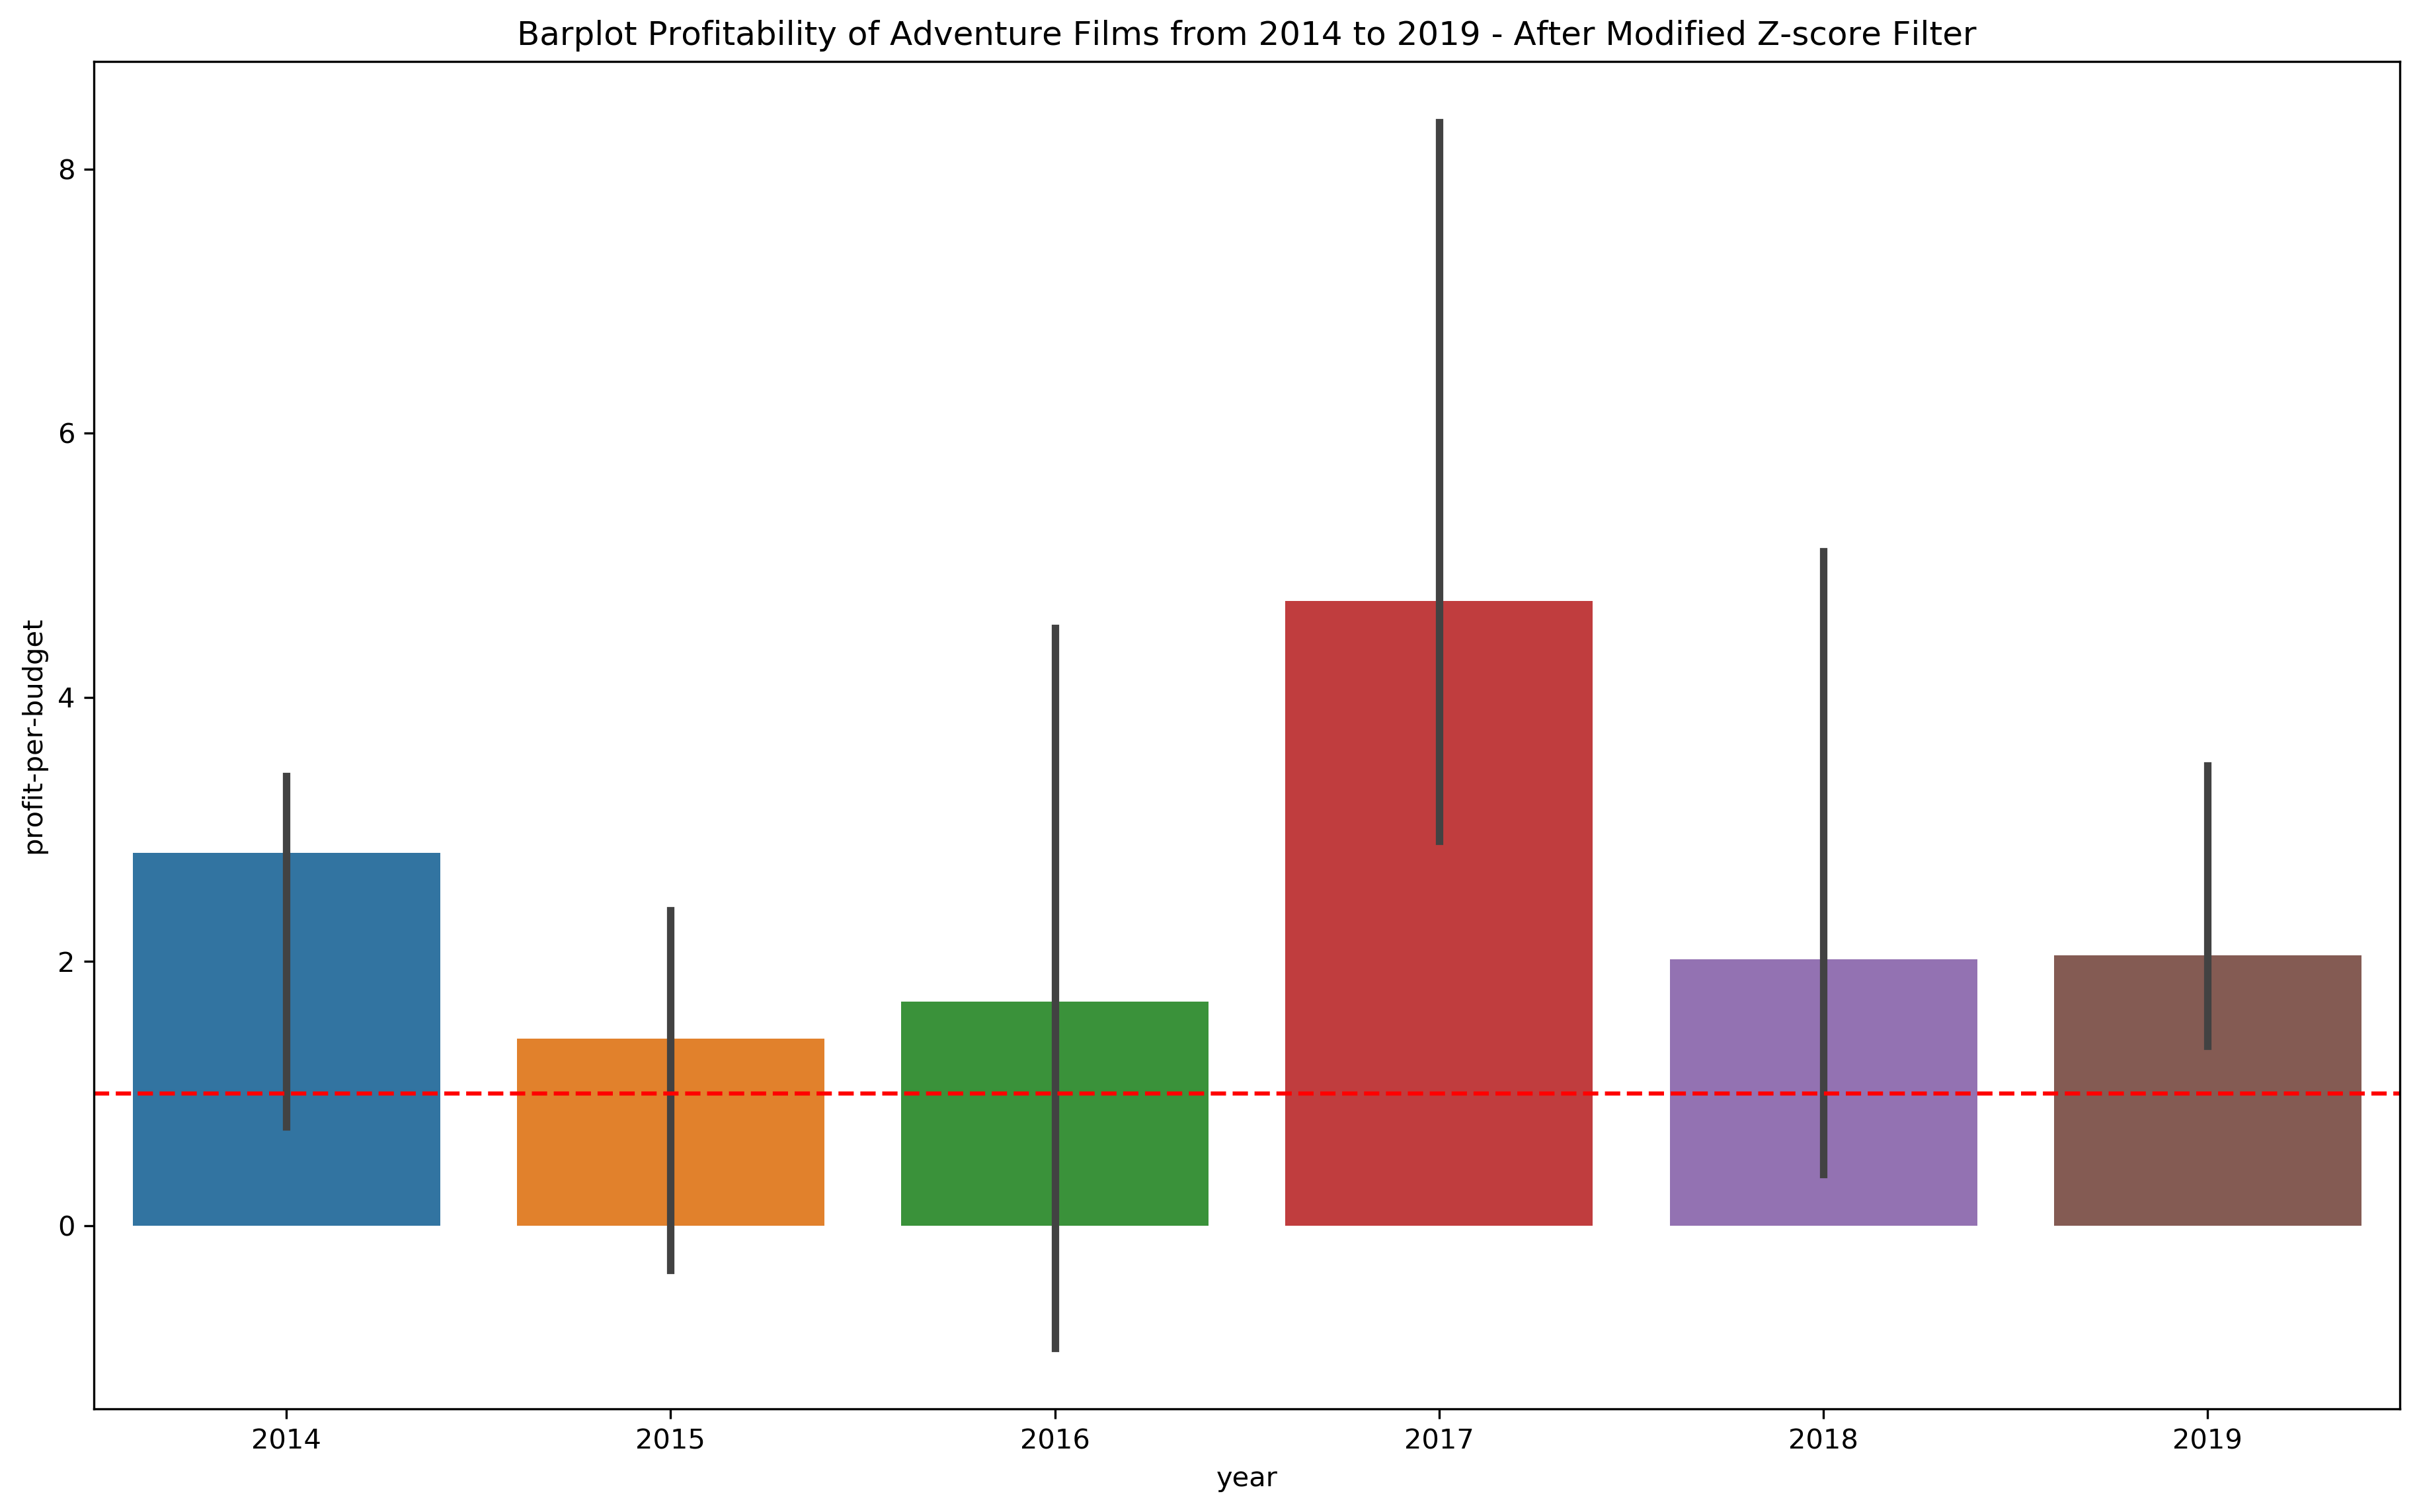 Barplot Profitability of Adventure Films from 2014 to 2019 - After Modified Z-score Filter
profit-per-budget
8
6
4
2
0
2014 2015 2016 2017 2018 2019
year